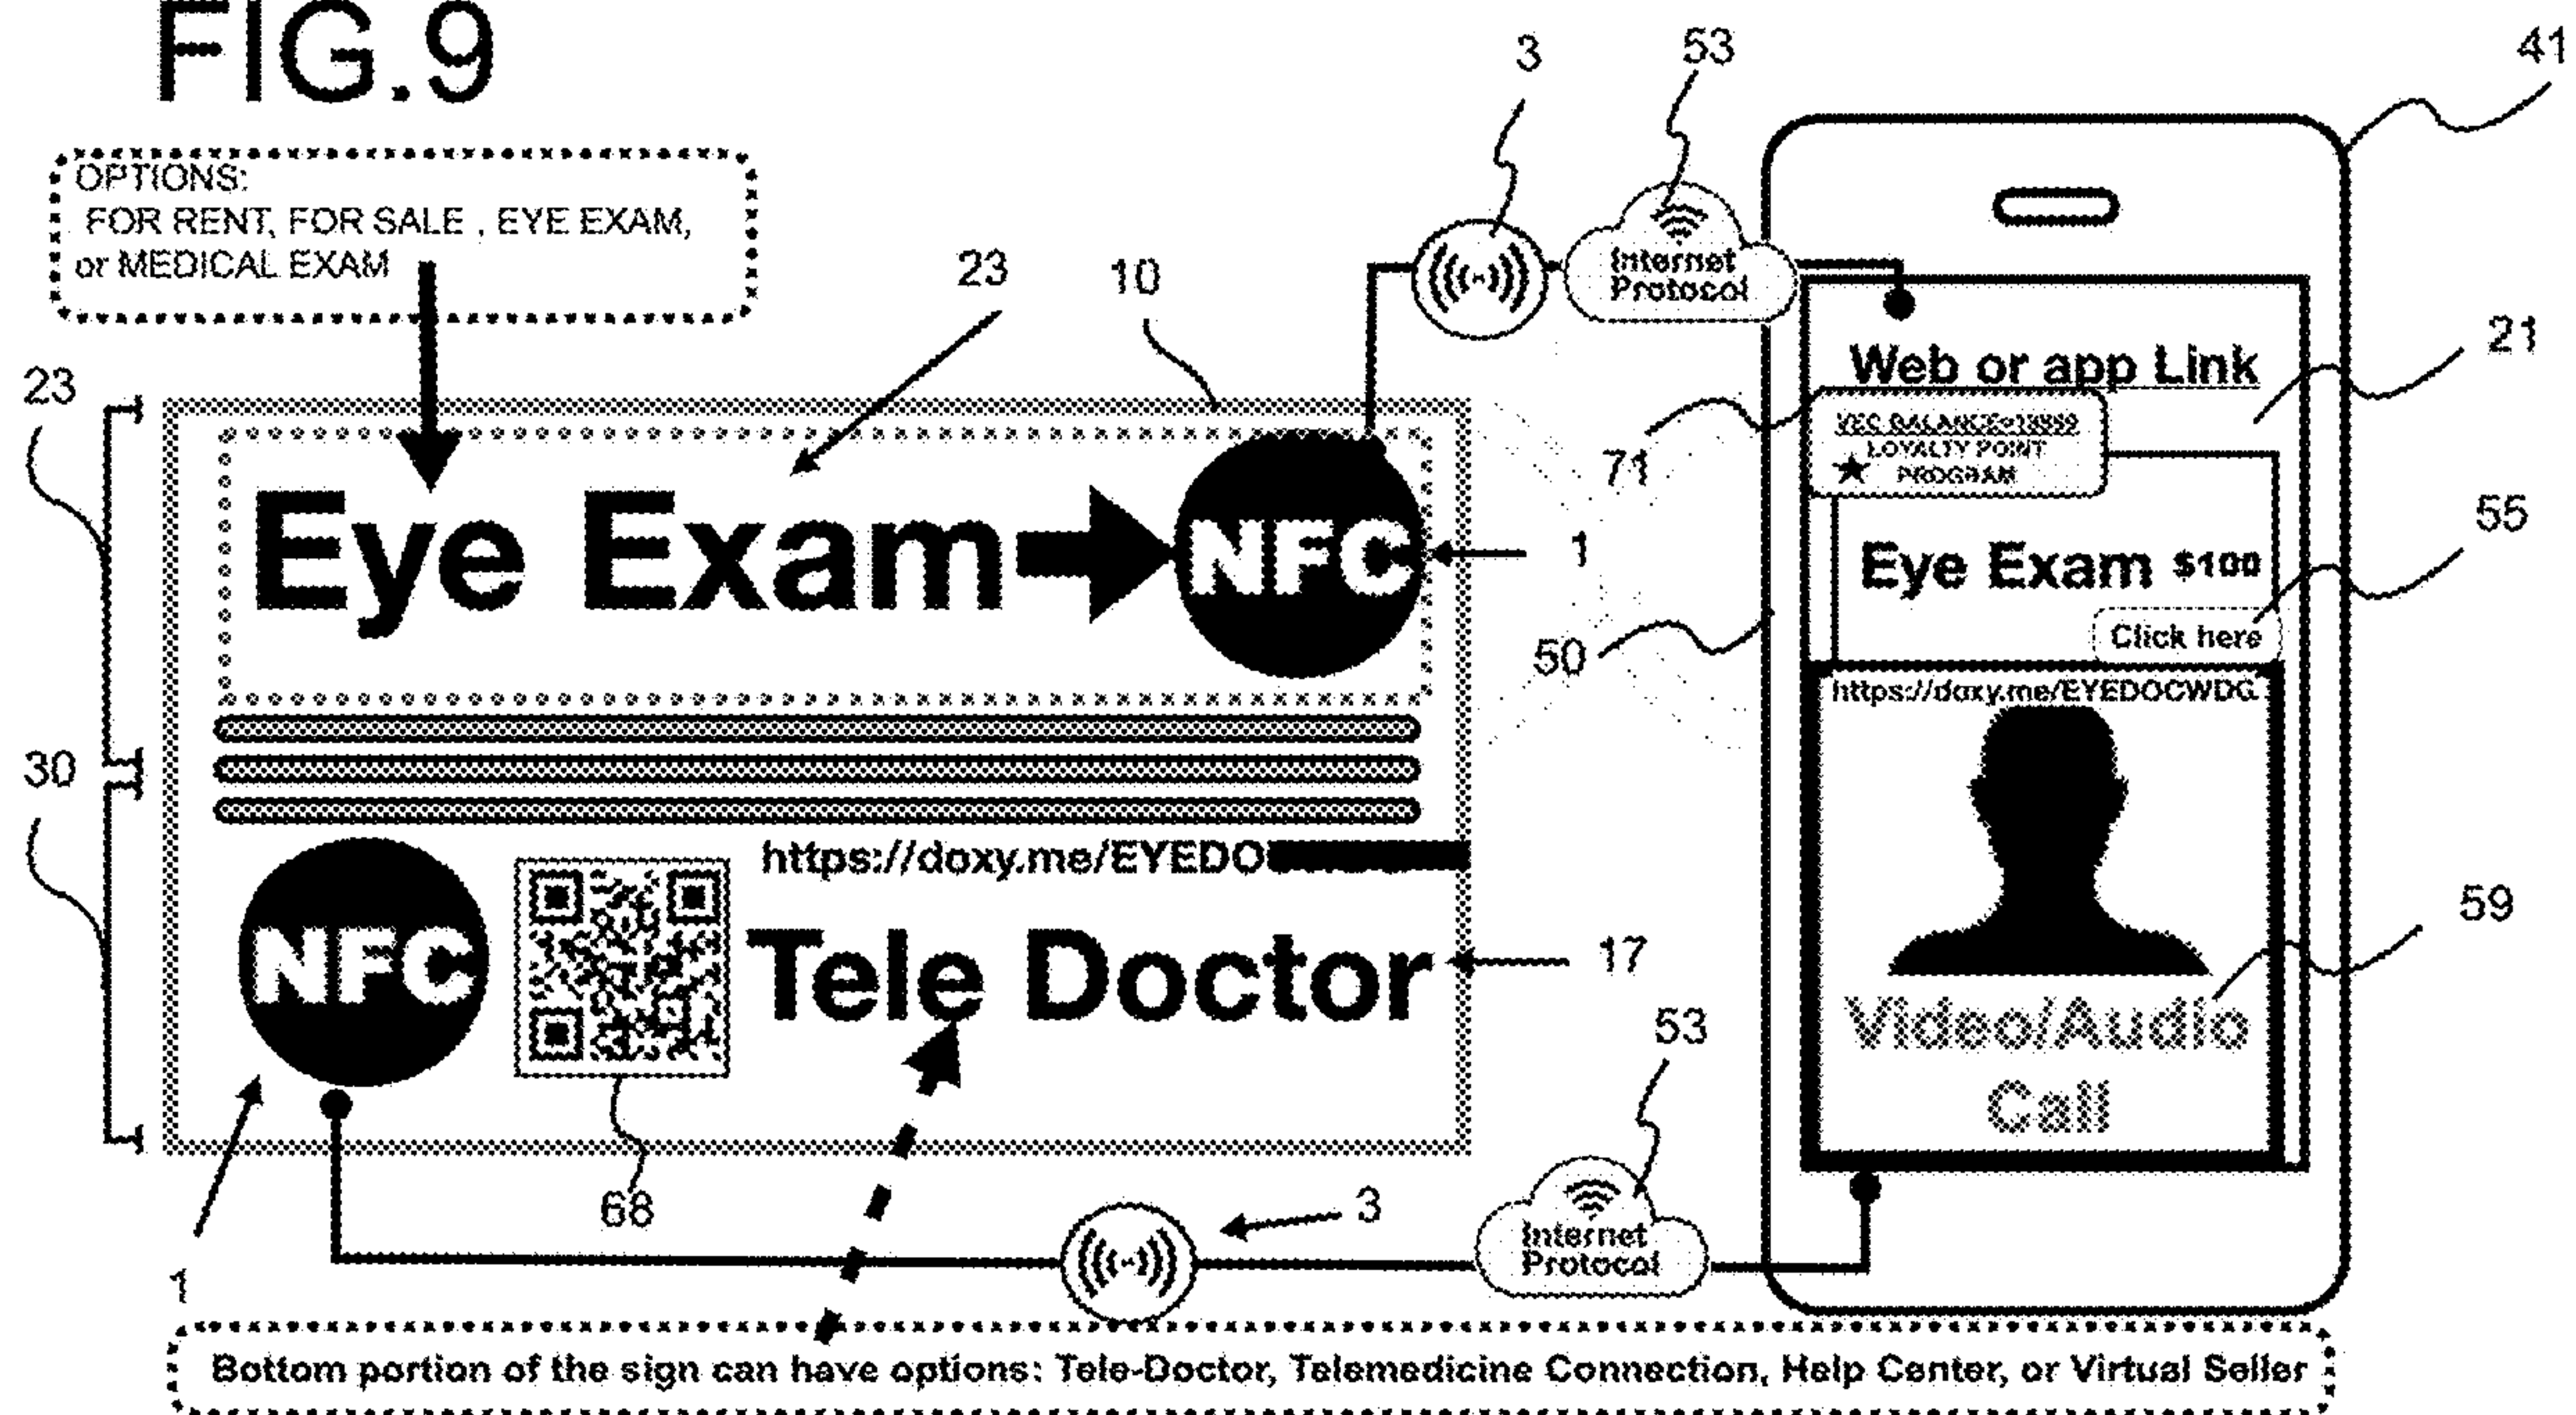 FIG.9
3
53
41
OPTIONS:
FOR RENT, FOR SALE , EYE EXAM,
or MEDICAL EXAM
23
10
Internet
Protocol
21
23
Web or app Link
LOYALTY POINT
PROGRAM
71
55
Eye Exam
NFC
1
Eye Exam $100
Click here
50
https://doxy.me/EYEDOCWDC
30
https://doxy.me/EYEDO
NFC
Tele Doctor
17
59
Video/Audio
Call
53
68
3
Internet
Protocol
1
Bottom portion of the sign can have options: Tele-Doctor, Telemedicine Connection, Help Center, or Virtual Seller